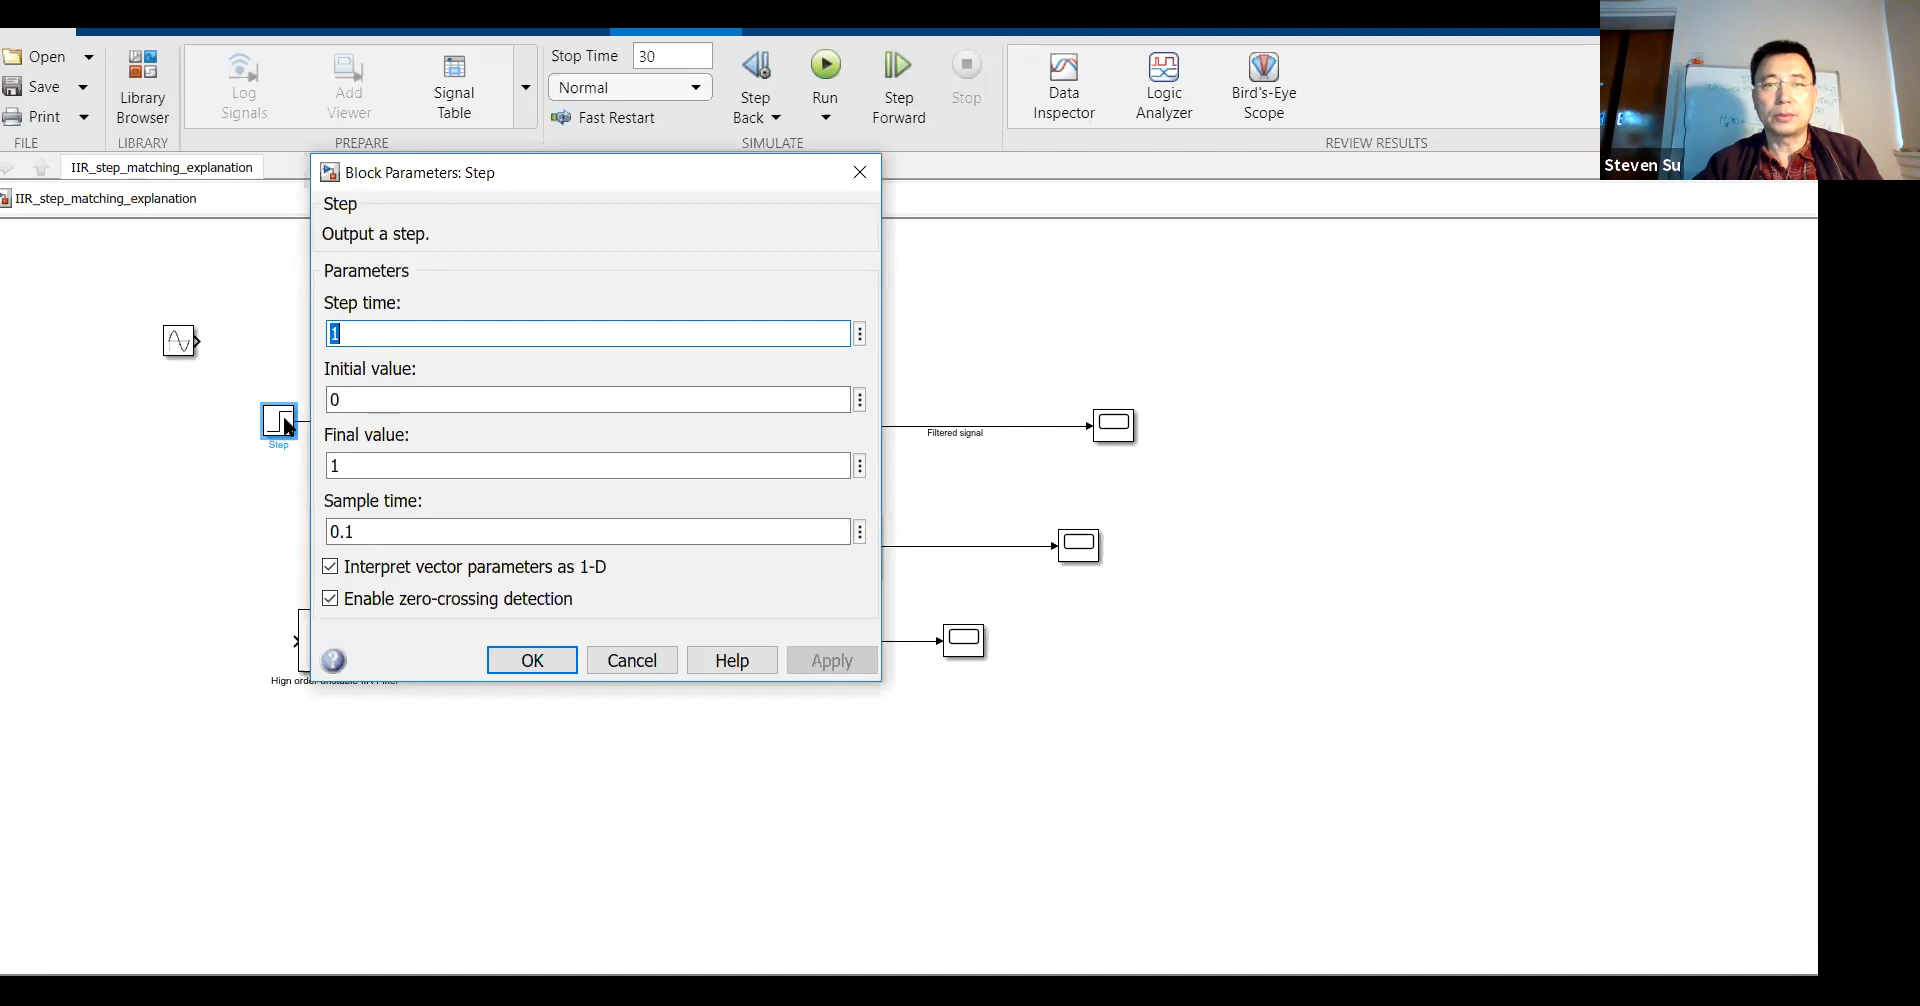 Open
Save
Print
FILE
Library
Browser
LIBRARY
Log
Signals
Add
Viewer
Signal
Table
PREPARE
Stop Time 30
Normal
Fast Restart
Step
Back
Run
Step
Forward
Stop
SIMULATE
Data
Inspector
Logic
Analyzer
Bird's-Eye
Scope
REVIEW RESULTS
Steven Su
IIR_step_matching_explanation
IIR_step_matching_explanation
Block Parameters: Step
Step
Output a step.
Parameters
Step time:
1
Initial value:
0
Final value:
1
Sample time:
0.1
Interpret vector parameters as 1-D
Enable zero-crossing detection
OK
Cancel
Help
Apply
Step
Filtered signal
Hign order